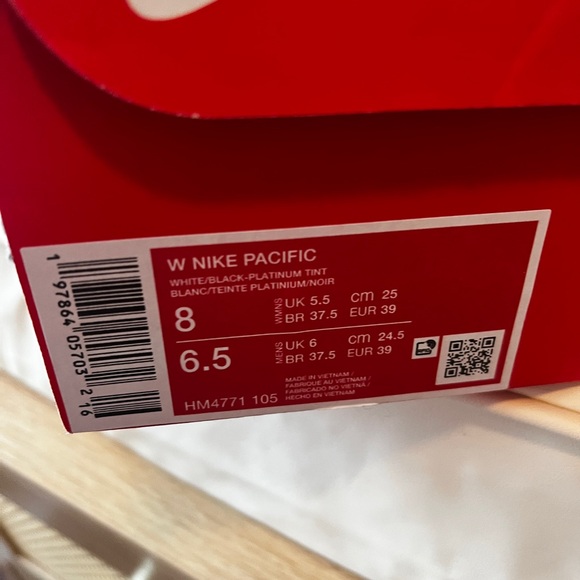 W NIKE PACIFIC
WHITE/BLACK-PLATINUM TINT
BLANC/TEINTE PLATINIUM/NOIR
8 WMNS UK 5.5 cm 25
BR 37.5 EUR 39
6.5 MENS UK 6 cm 24.5
BR 37.5 EUR 39
MADE IN VIETNAM /
FABRIQUÉ AU VIETNAM /
FABRICADO NO VIETNÃ /
HECHO EN VIETNAM
HM4771 105
1 97864 05703 2 16